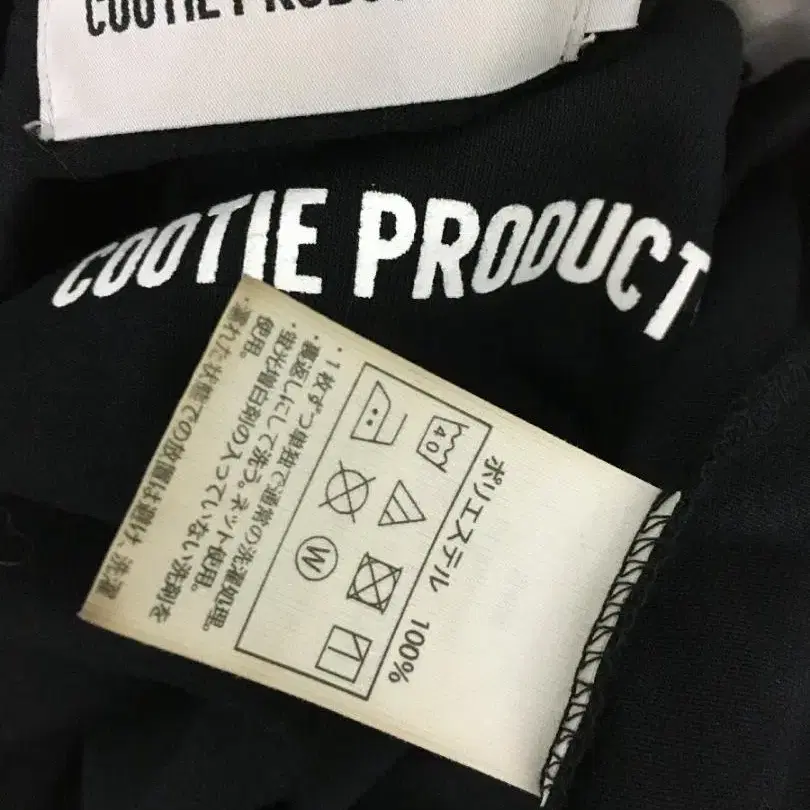 COOTIE PRODUCT
ポリエステル 100%
40
W
・1枚ずつ単独で通常の洗濯処理。
・裏返しにして洗う。ネット使用。
・蛍光増白剤の入っていない洗剤を
使用。
・濡れた状態での放置は避け、洗濯